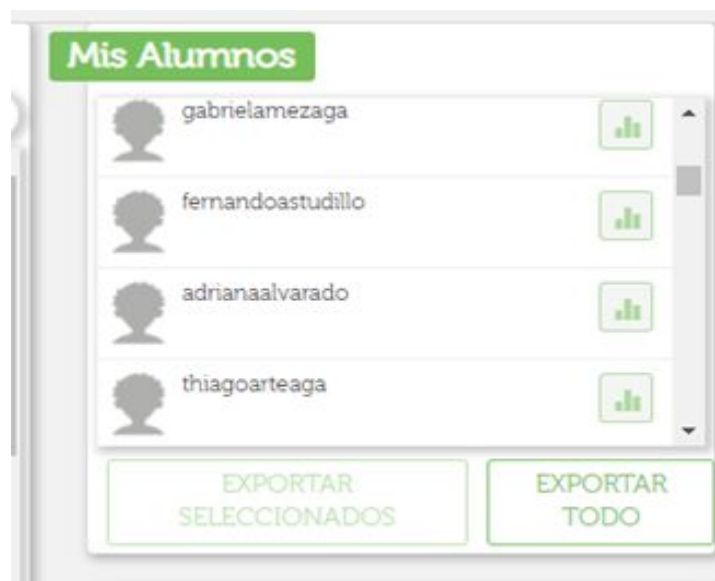 Mis Alumnos
gabrielamezaga
fernandoastudillo
adrianaalvarado
thiagoarteaga
EXPORTAR
SELECCIONADOS
EXPORTAR
TODO